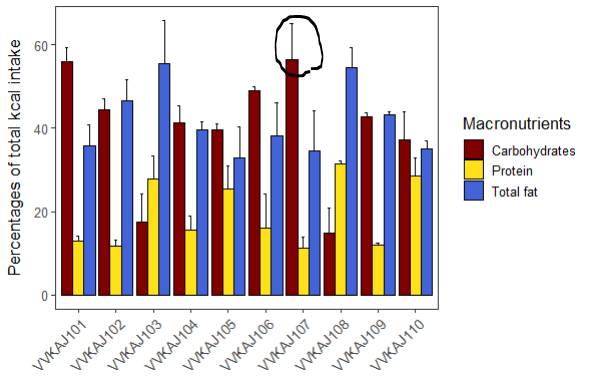 Percentages of total kcal intake
60
40
20
0
VVKAJ101
VVKAJ102
VVKAJ103
VVKAJ104
VVKAJ105
VVKAJ106
VVKAJ107
VVKAJ108
VVKAJ109
VVKAJ110
Macronutrients
Carbohydrates
Protein
Total fat